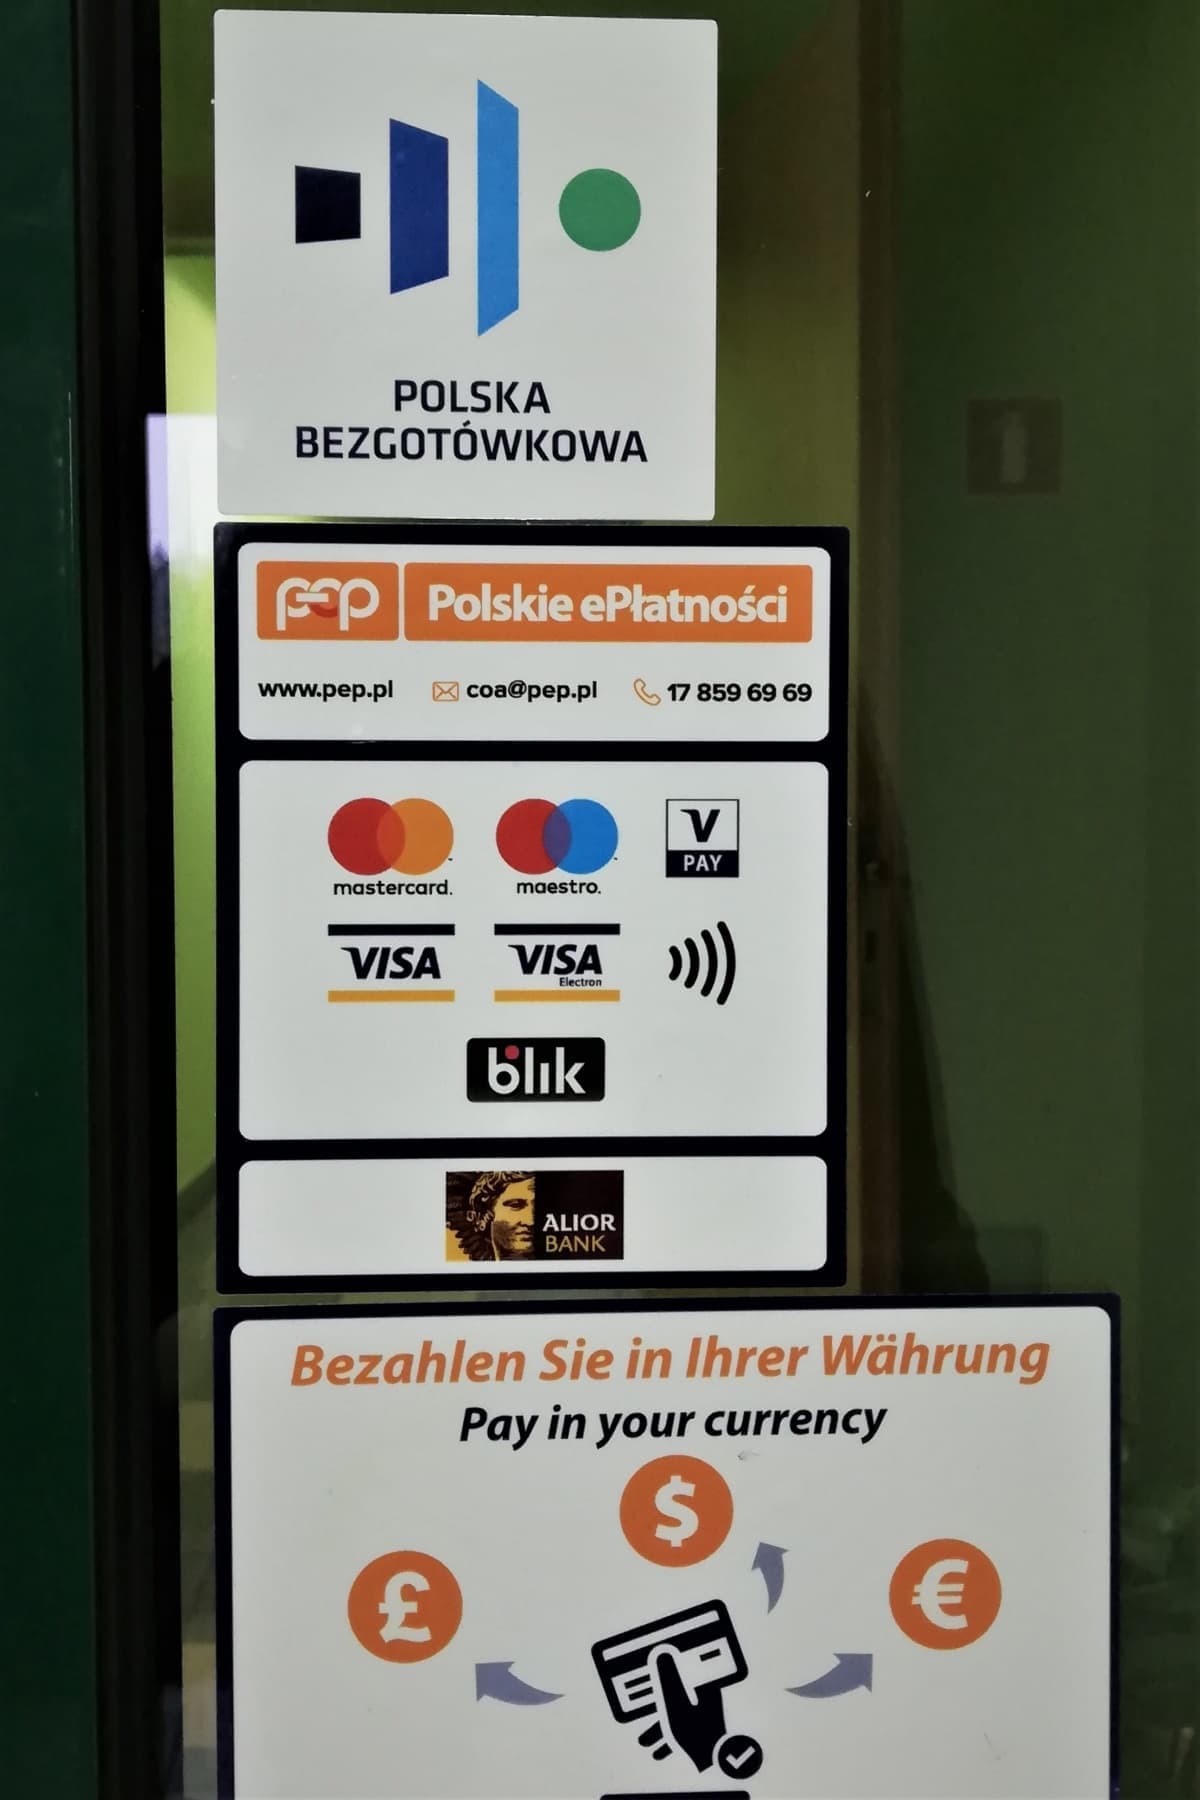 POLSKA
BEZGOTÓWKOWA
pep Polskie ePłatności
www.pep.pl coa@pep.pl 17 859 69 69
mastercard. maestro. V PAY
VISA VISA Electron
blik
ALIOR
BANK
Bezahlen Sie in Ihrer Währung
Pay in your currency
$
£ €